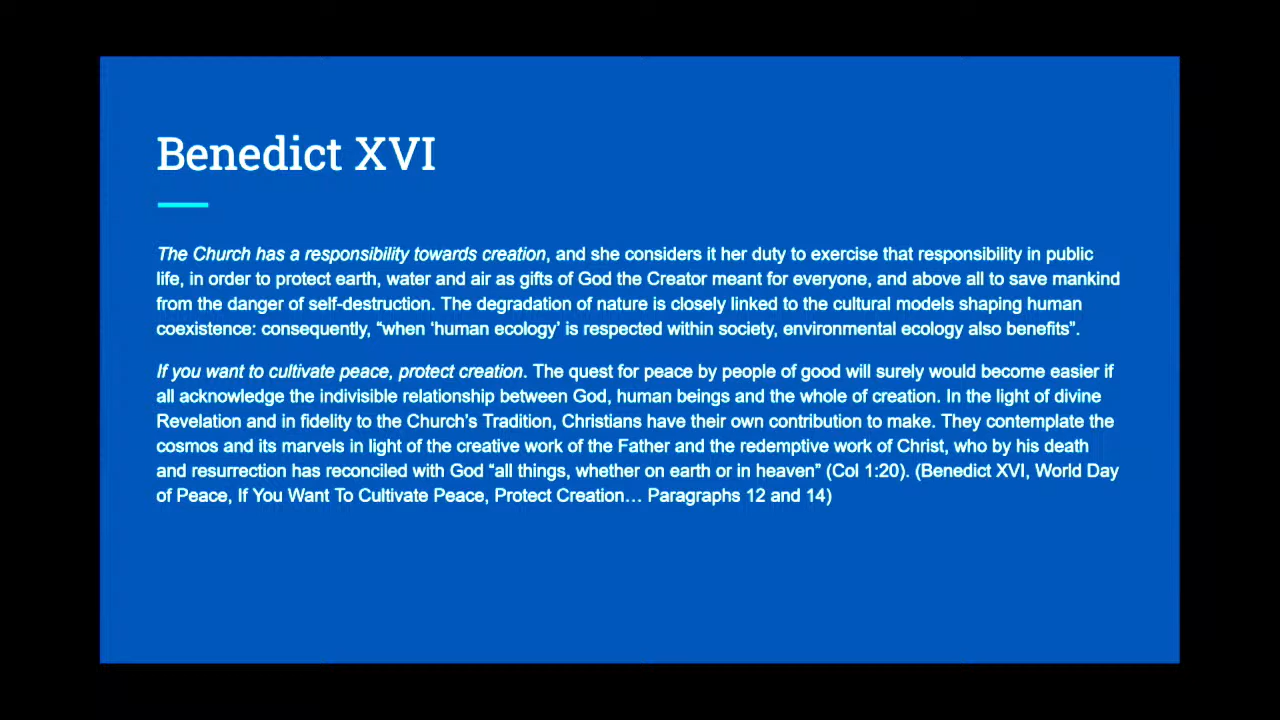 Benedict XVI
The Church has a responsibility towards creation, and she considers it her duty to exercise that responsibility in public
life, in order to protect earth, water and air as gifts of God the Creator meant for everyone, and above all to save mankind
from the danger of self-destruction. The degradation of nature is closely linked to the cultural models shaping human
coexistence: consequently, “when ‘human ecology’ is respected within society, environmental ecology also benefits”.
If you want to cultivate peace, protect creation. The quest for peace by people of good will surely would become easier if
all acknowledge the indivisible relationship between God, human beings and the whole of creation. In the light of divine
Revelation and in fidelity to the Church’s Tradition, Christians have their own contribution to make. They contemplate the
cosmos and its marvels in light of the creative work of the Father and the redemptive work of Christ, who by his death
and resurrection has reconciled with God “all things, whether on earth or in heaven” (Col 1:20). (Benedict XVI, World Day
of Peace, If You Want To Cultivate Peace, Protect Creation… Paragraphs 12 and 14)